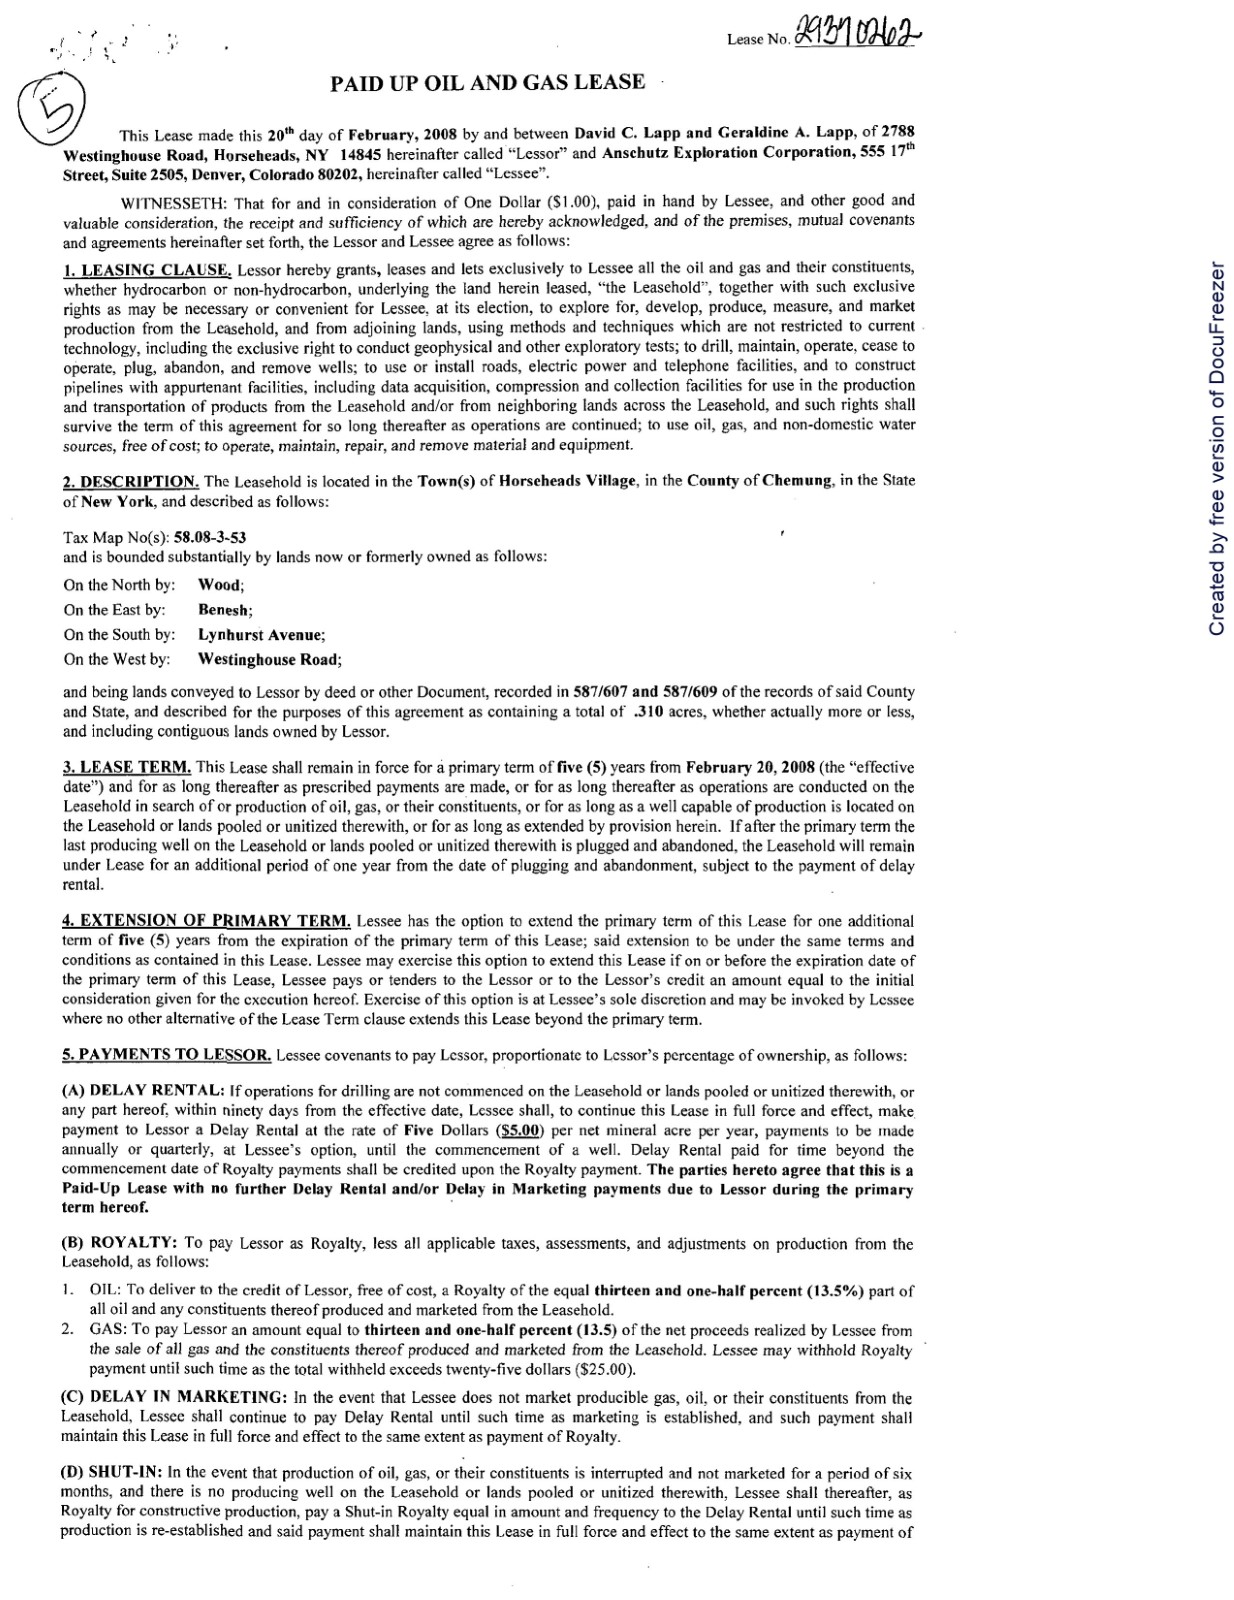 Lease No. 29370262
5
PAID UP OIL AND GAS LEASE
This Lease made this 20th day of February, 2008 by and between David C. Lapp and Geraldine A. Lapp, of 2788
Westinghouse Road, Horseheads, NY 14845 hereinafter called “Lessor” and Anschutz Exploration Corporation, 555 17th
Street, Suite 2505, Denver, Colorado 80202, hereinafter called “Lessee”.
WITNESSETH: That for and in consideration of One Dollar ($1.00), paid in hand by Lessee, and other good and
valuable consideration, the receipt and sufficiency of which are hereby acknowledged, and of the premises, mutual covenants
and agreements hereinafter set forth, the Lessor and Lessee agree as follows:
1. LEASING CLAUSE. Lessor hereby grants, leases and lets exclusively to Lessee all the oil and gas and their constituents,
whether hydrocarbon or non-hydrocarbon, underlying the land herein leased, “the Leasehold”, together with such exclusive
rights as may be necessary or convenient for Lessee, at its election, to explore for, develop, produce, measure, and market
production from the Leasehold, and from adjoining lands, using methods and techniques which are not restricted to current
technology, including the exclusive right to conduct geophysical and other exploratory tests; to drill, maintain, operate, cease to
operate, plug, abandon, and remove wells; to use or install roads, electric power and telephone facilities, and to construct
pipelines with appurtenant facilities, including data acquisition, compression and collection facilities for use in the production
and transportation of products from the Leasehold and/or from neighboring lands across the Leasehold, and such rights shall
survive the term of this agreement for so long thereafter as operations are continued; to use oil, gas, and non-domestic water
sources, free of cost; to operate, maintain, repair, and remove material and equipment.
2. DESCRIPTION. The Leasehold is located in the Town(s) of Horseheads Village, in the County of Chemung, in the State
of New York, and described as follows:
Tax Map No(s): 58.08-3-53
and is bounded substantially by lands now or formerly owned as follows:
On the North by: Wood;
On the East by: Benesh;
On the South by: Lynhurst Avenue;
On the West by: Westinghouse Road;
and being lands conveyed to Lessor by deed or other Document, recorded in 587/607 and 587/609 of the records of said County
and State, and described for the purposes of this agreement as containing a total of .310 acres, whether actually more or less,
and including contiguous lands owned by Lessor.
3. LEASE TERM. This Lease shall remain in force for a primary term of five (5) years from February 20, 2008 (the “effective
date”) and for as long thereafter as prescribed payments are made, or for as long thereafter as operations are conducted on the
Leasehold in search of or production of oil, gas, or their constituents, or for as long as a well capable of production is located on
the Leasehold or lands pooled or unitized therewith, or for as long as extended by provision herein. If after the primary term the
last producing well on the Leasehold or lands pooled or unitized therewith is plugged and abandoned, the Leasehold will remain
under Lease for an additional period of one year from the date of plugging and abandonment, subject to the payment of delay
rental.
4. EXTENSION OF PRIMARY TERM. Lessee has the option to extend the primary term of this Lease for one additional
term of five (5) years from the expiration of the primary term of this Lease; said extension to be under the same terms and
conditions as contained in this Lease. Lessee may exercise this option to extend this Lease if on or before the expiration date of
the primary term of this Lease, Lessee pays or tenders to the Lessor or to the Lessor’s credit an amount equal to the initial
consideration given for the execution hereof. Exercise of this option is at Lessee’s sole discretion and may be invoked by Lessee
where no other alternative of the Lease Term clause extends this Lease beyond the primary term.
5. PAYMENTS TO LESSOR. Lessee covenants to pay Lessor, proportionate to Lessor’s percentage of ownership, as follows:
(A) DELAY RENTAL: If operations for drilling are not commenced on the Leasehold or lands pooled or unitized therewith, or
any part hereof, within ninety days from the effective date, Lessee shall, to continue this Lease in full force and effect, make
payment to Lessor a Delay Rental at the rate of Five Dollars ($5.00) per net mineral acre per year, payments to be made
annually or quarterly, at Lessee’s option, until the commencement of a well. Delay Rental paid for time beyond the
commencement date of Royalty payments shall be credited upon the Royalty payment. The parties hereto agree that this is a
Paid-Up Lease with no further Delay Rental and/or Delay in Marketing payments due to Lessor during the primary
term hereof.
(B) ROYALTY: To pay Lessor as Royalty, less all applicable taxes, assessments, and adjustments on production from the
Leasehold, as follows:
1. OIL: To deliver to the credit of Lessor, free of cost, a Royalty of the equal thirteen and one-half percent (13.5%) part of
all oil and any constituents thereof produced and marketed from the Leasehold.
2. GAS: To pay Lessor an amount equal to thirteen and one-half percent (13.5) of the net proceeds realized by Lessee from
the sale of all gas and the constituents thereof produced and marketed from the Leasehold. Lessee may withhold Royalty
payment until such time as the total withheld exceeds twenty-five dollars ($25.00).
(C) DELAY IN MARKETING: In the event that Lessee does not market producible gas, oil, or their constituents from the
Leasehold, Lessee shall continue to pay Delay Rental until such time as marketing is established, and such payment shall
maintain this Lease in full force and effect to the same extent as payment of Royalty.
(D) SHUT-IN: In the event that production of oil, gas, or their constituents is interrupted and not marketed for a period of six
months, and there is no producing well on the Leasehold or lands pooled or unitized therewith, Lessee shall thereafter, as
Royalty for constructive production, pay a Shut-in Royalty equal in amount and frequency to the Delay Rental until such time as
production is re-established and said payment shall maintain this Lease in full force and effect to the same extent as payment of
Created by free version of DocuFreezer